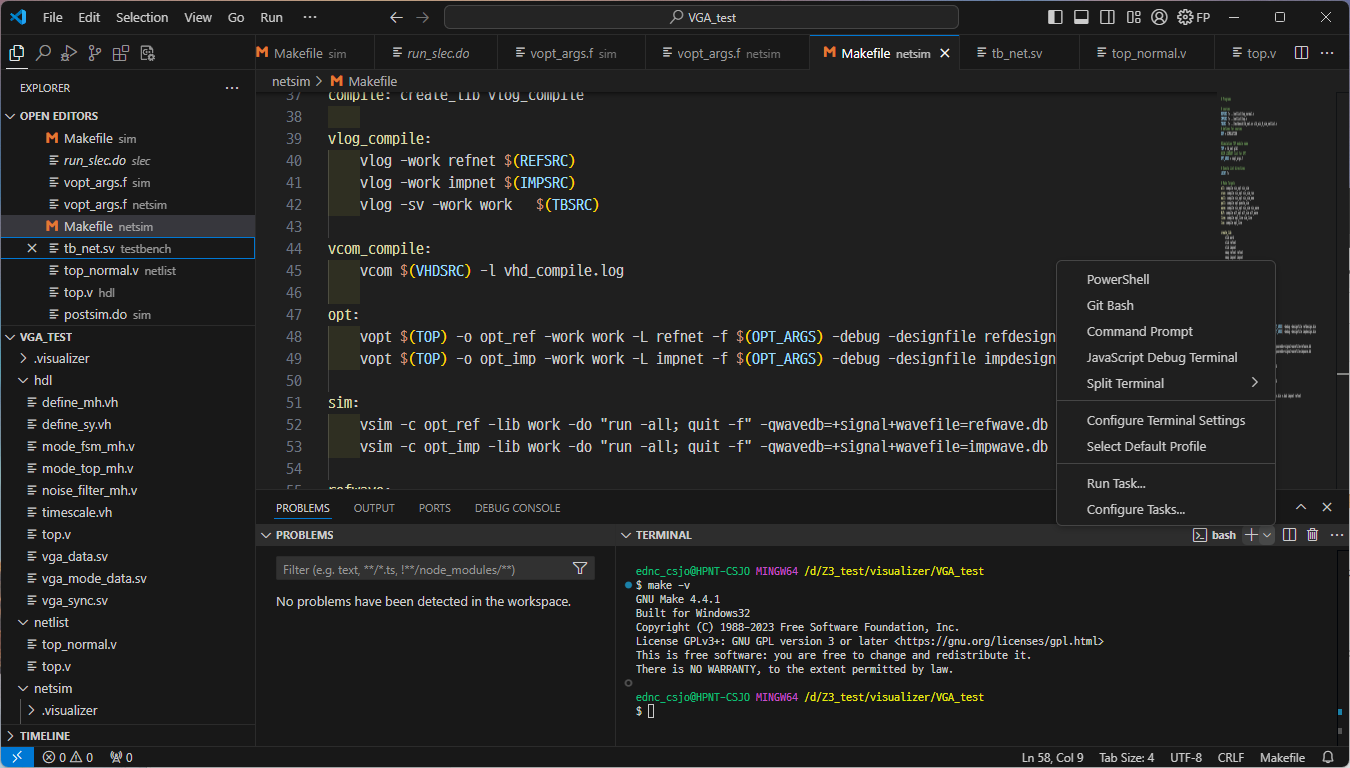 File Edit Selection View Go Run ··· VGA_test FP
Makefile sim run_slec.do vopt_args.f sim vopt_args.f netsim Makefile netsim tb_net.sv top_normal.v top.v
EXPLORER
netsim > Makefile
OPEN EDITORS
Makefile sim
run_slec.do slec
vopt_args.f sim
vopt_args.f netsim
Makefile netsim
tb_net.sv testbench
top_normal.v netlist
top.v hdl
postsim.do sim
VGA_TEST
.visualizer
hdl
define_mh.vh
define_sy.vh
mode_fsm_mh.v
mode_top_mh.v
noise_filter_mh.v
timescale.vh
top.v
vga_data.sv
vga_mode_data.sv
vga_sync.sv
netlist
top_normal.v
top.v
netsim
.visualizer
TIMELINE
37 compile: create_lib vlog_compile
38
39 vlog_compile:
40 vlog -work refnet $(REFSRC)
41 vlog -work impnet $(IMPSRC)
42 vlog -sv -work work $(TBSRC)
43
44 vcom_compile:
45 vcom $(VHDSRC) -l vhd_compile.log
46
47 opt:
48 vopt $(TOP) -o opt_ref -work work -L refnet -f $(OPT_ARGS) -debug -designfile refdesign
49 vopt $(TOP) -o opt_imp -work work -L impnet -f $(OPT_ARGS) -debug -designfile impdesign
50
51 sim:
52 vsim -c opt_ref -lib work -do "run -all; quit -f" -qwavedb=+signal+wavefile=refwave.db
53 vsim -c opt_imp -lib work -do "run -all; quit -f" -qwavedb=+signal+wavefile=impwave.db
54
55 refwave:
PowerShell
Git Bash
Command Prompt
JavaScript Debug Terminal
Split Terminal
Configure Terminal Settings
Select Default Profile
Run Task...
Configure Tasks...
PROBLEMS OUTPUT PORTS DEBUG CONSOLE
PROBLEMS
Filter (e.g. text, **/*.ts, !**/node_modules/**)
No problems have been detected in the workspace.
TERMINAL
bash
ednc_csjo@HPNT-CSJO MINGW64 /d/Z3_test/visualizer/VGA_test
$ make -v
GNU Make 4.4.1
Built for Windows32
Copyright (C) 1988-2023 Free Software Foundation, Inc.
License GPLv3+: GNU GPL version 3 or later <https://gnu.org/licenses/gpl.html>
This is free software: you are free to change and redistribute it.
There is NO WARRANTY, to the extent permitted by law.
ednc_csjo@HPNT-CSJO MINGW64 /d/Z3_test/visualizer/VGA_test
$
0 0 0 Ln 58, Col 9 Tab Size: 4 UTF-8 CRLF Makefile